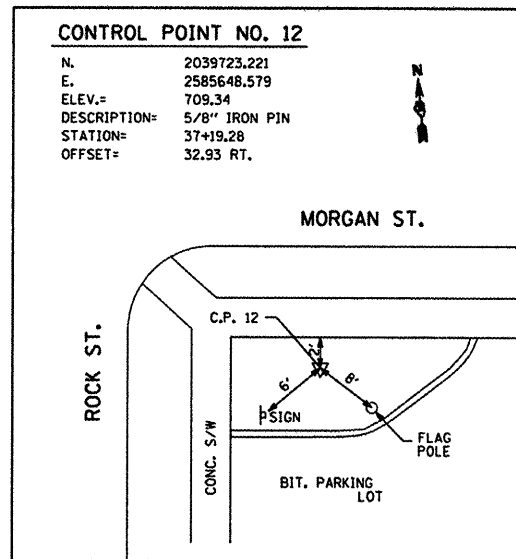 CONTROL POINT NO. 12
N. 2039723.221
E. 2585648.579
ELEV.= 709.34
DESCRIPTION= 5/8" IRON PIN
STATION= 37+19.28
OFFSET= 32.93 RT.
N
MORGAN ST.
C.P. 12
2'
6'
8'
SIGN
ROCK ST.
CONC. S/W
FLAG
POLE
BIT. PARKING
LOT